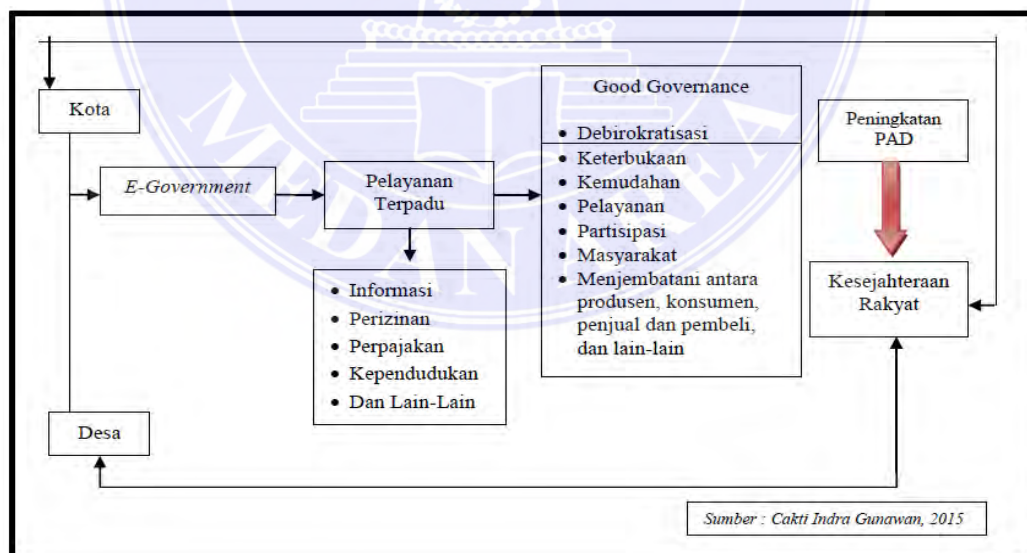 Kota
E-Government
Pelayanan
Terpadu
• Informasi
• Perizinan
• Perpajakan
• Kependudukan
• Dan Lain-Lain
Good Governance
• Debirokratisasi
• Keterbukaan
• Kemudahan
• Pelayanan
• Partisipasi
• Masyarakat
• Menjembatani antara
produsen, konsumen,
penjual dan pembeli,
dan lain-lain
Peningkatan
PAD
Kesejahteraan
Rakyat
Desa
Sumber : Cakti Indra Gunawan, 2015
MEDAN AREA